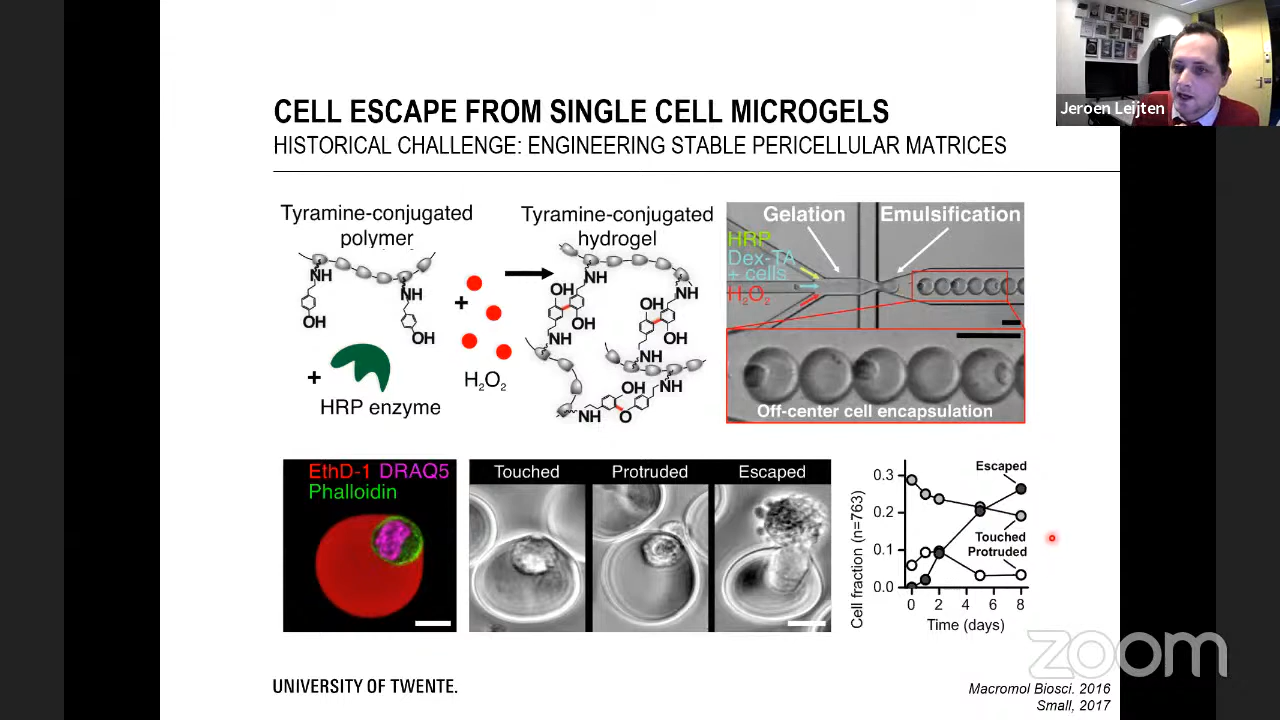 Jeroen Leijten
CELL ESCAPE FROM SINGLE CELL MICROGELS
HISTORICAL CHALLENGE: ENGINEERING STABLE PERICELLULAR MATRICES
Tyramine-conjugated
polymer
NH
OH
NH
OH
+
HRP enzyme
+
H₂O₂
Tyramine-conjugated
hydrogel
NH
OH
OH
NH
NH
OH
OH
NH
NH
OH
O
NH
Gelation
Emulsification
HRP
Dex-TA
+ cells
H₂O₂
Off-center cell encapsulation
EthD-1 DRAQ5
Phalloidin
Touched
Protruded
Escaped
Cell fraction (n=763)
0.3
0.2
0.1
0.0
Escaped
Touched
Protruded
0 2 4 6 8
Time (days)
zoom
UNIVERSITY OF TWENTE.
Macromol Biosci. 2016
Small, 2017